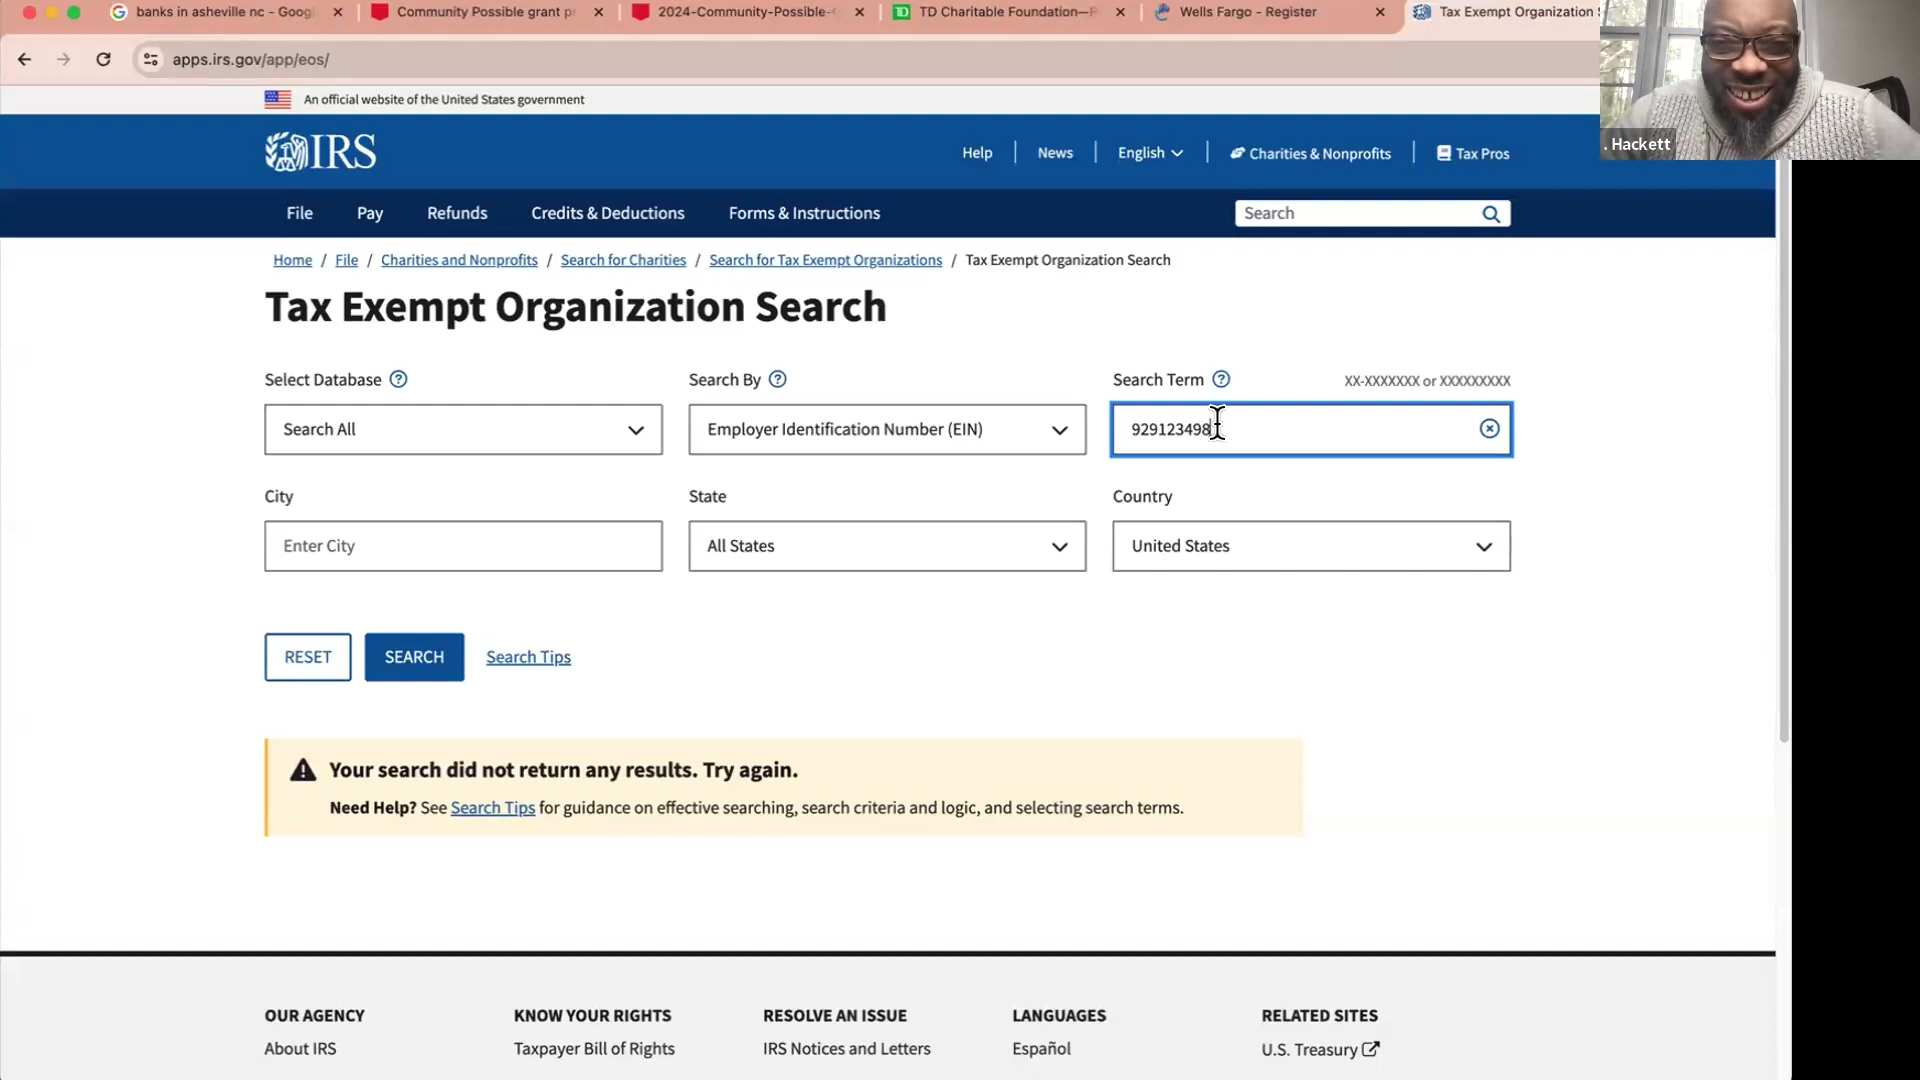 banks in asheville nc - Goog
Community Possible grant p
2024-Community-Possible-
TD Charitable Foundation—
Wells Fargo - Register
Tax Exempt Organization
apps.irs.gov/app/eos/
An official website of the United States government
IRS
Help
News
English
Charities & Nonprofits
Tax Pros
. Hackett
File
Pay
Refunds
Credits & Deductions
Forms & Instructions
Search
Home / File / Charities and Nonprofits / Search for Charities / Search for Tax Exempt Organizations / Tax Exempt Organization Search
Tax Exempt Organization Search
Select Database
Search By
Search Term
XX-XXXXXXX or XXXXXXXXX
Search All
Employer Identification Number (EIN)
929123498
City
State
Country
Enter City
All States
United States
RESET
SEARCH
Search Tips
Your search did not return any results. Try again.
Need Help? See Search Tips for guidance on effective searching, search criteria and logic, and selecting search terms.
OUR AGENCY
KNOW YOUR RIGHTS
RESOLVE AN ISSUE
LANGUAGES
RELATED SITES
About IRS
Taxpayer Bill of Rights
IRS Notices and Letters
Español
U.S. Treasury